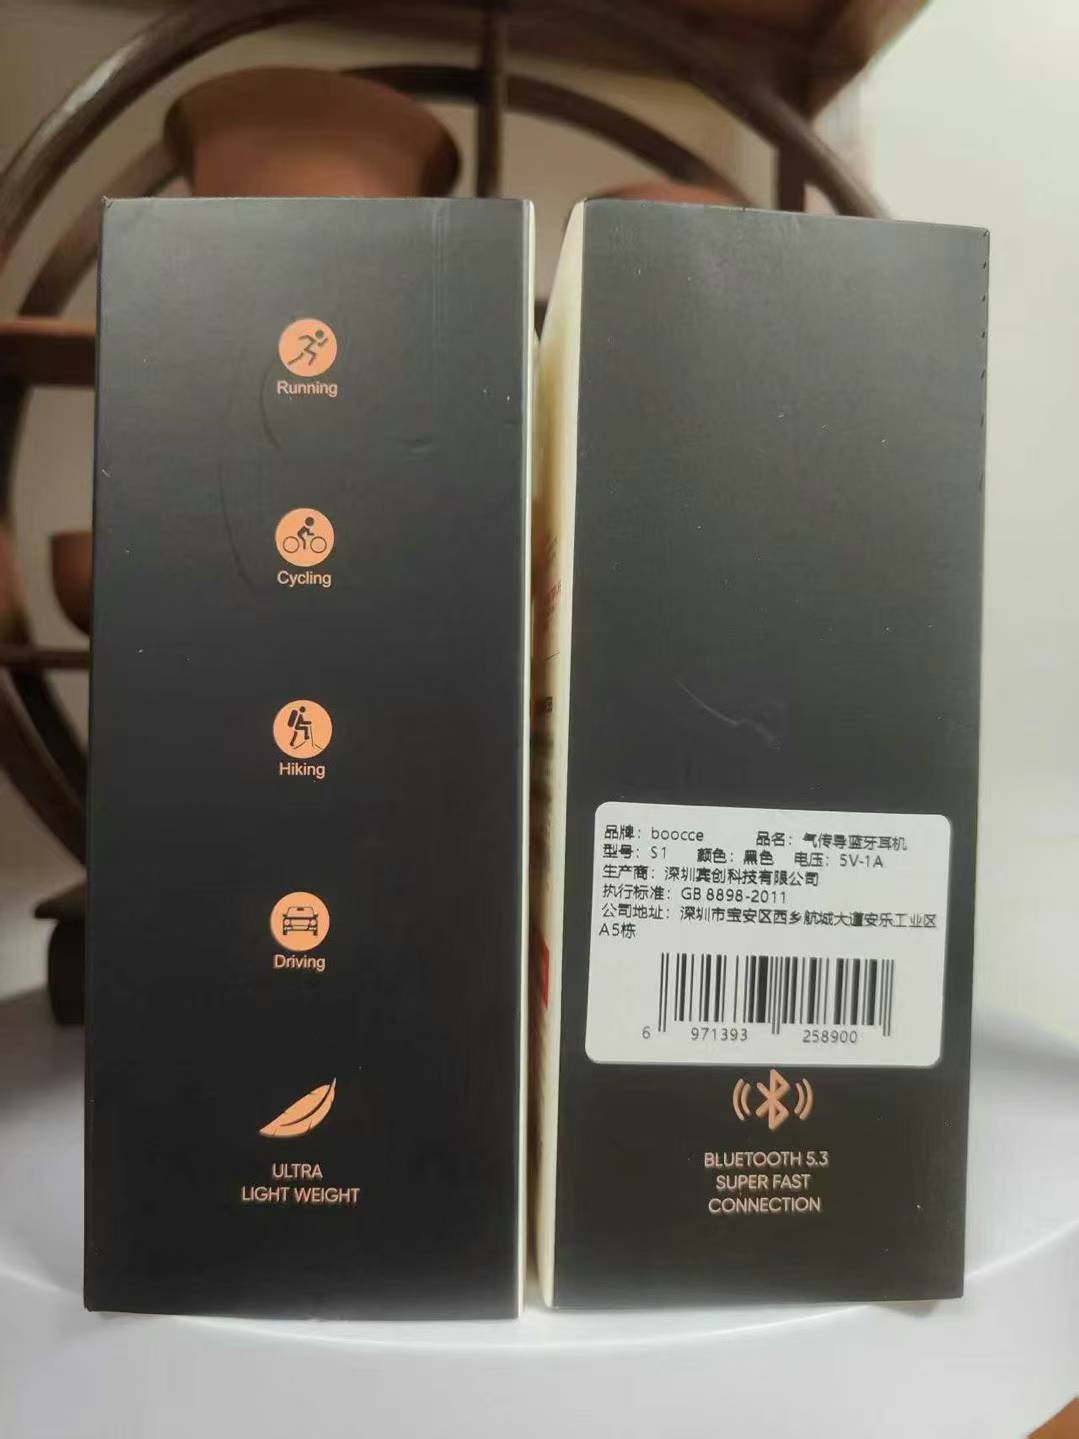 Running
Cycling
Hiking
Driving
ULTRA
LIGHT WEIGHT
品牌：boocce 品名：气传导蓝牙耳机
型号：S1 颜色：黑色 电压：5V-1A
生产商：深圳宾创科技有限公司
执行标准：GB 8898-2011
公司地址：深圳市宝安区西乡航城大道安乐工业区
A5栋
6 971393 258900
BLUETOOTH 5.3
SUPER FAST
CONNECTION